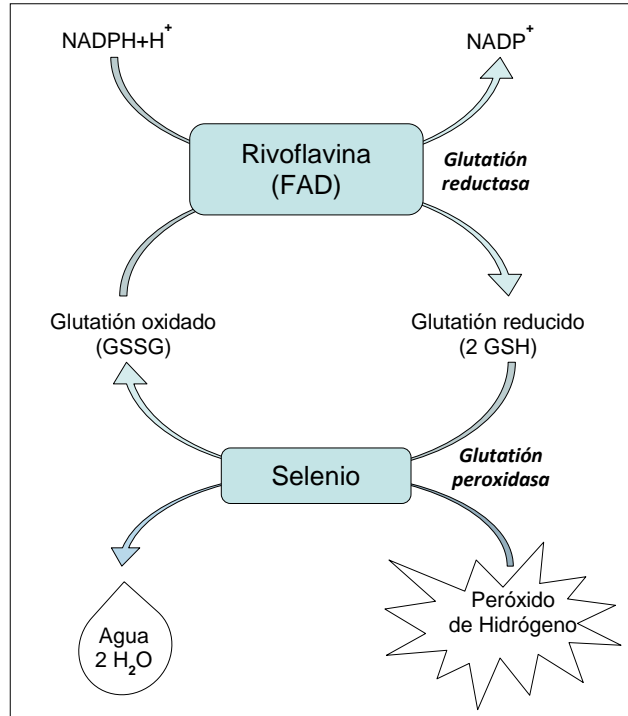 NADPH+H+
NADP+
Rivoflavina
(FAD)
Glutatión
reductasa
Glutatión oxidado
(GSSG)
Glutatión reducido
(2 GSH)
Selenio
Glutatión
peroxidasa
Agua
2 H2O
Peróxido
de Hidrógeno